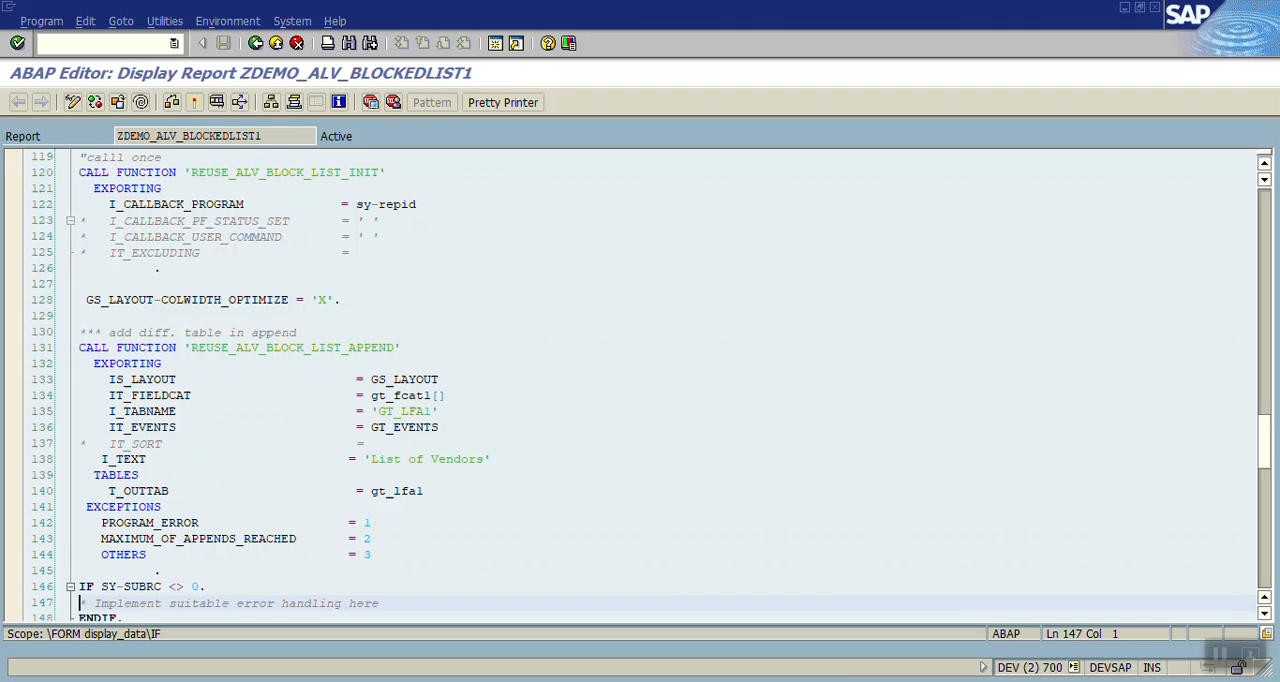 Program Edit Goto Utilities Environment System Help
SAP
ABAP Editor: Display Report ZDEMO_ALV_BLOCKEDLIST1
Pattern Pretty Printer
Report ZDEMO_ALV_BLOCKEDLIST1 Active
119 "calll once
120 CALL FUNCTION 'REUSE_ALV_BLOCK_LIST_INIT'
121 EXPORTING
122 I_CALLBACK_PROGRAM = sy-repid
123 * I_CALLBACK_PF_STATUS_SET = ' '
124 * I_CALLBACK_USER_COMMAND = ' '
125 * IT_EXCLUDING =
126 .
127
128 GS_LAYOUT-COLWIDTH_OPTIMIZE = 'X'.
129
130 *** add diff. table in append
131 CALL FUNCTION 'REUSE_ALV_BLOCK_LIST_APPEND'
132 EXPORTING
133 IS_LAYOUT = GS_LAYOUT
134 IT_FIELDCAT = gt_fcat1[]
135 I_TABNAME = 'GT_LFA1'
136 IT_EVENTS = GT_EVENTS
137 * IT_SORT =
138 I_TEXT = 'List of Vendors'
139 TABLES
140 T_OUTTAB = gt_lfa1
141 EXCEPTIONS
142 PROGRAM_ERROR = 1
143 MAXIMUM_OF_APPENDS_REACHED = 2
144 OTHERS = 3
145 .
146 IF SY-SUBRC <> 0.
147 * Implement suitable error handling here
148 ENDIF.
Scope: \FORM display_data\IF ABAP Ln 147 Col 1
DEV (2) 700 DEVSAP INS